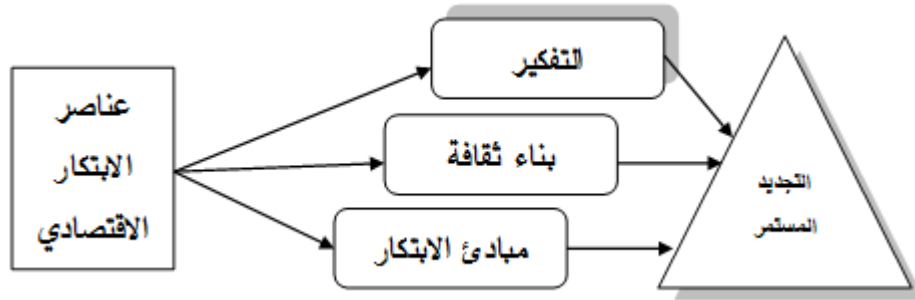 عناصر
الابتكار
الاقتصادي
التفكير
بناء ثقافة
مبادئ الابتكار
التجديد
المستمر